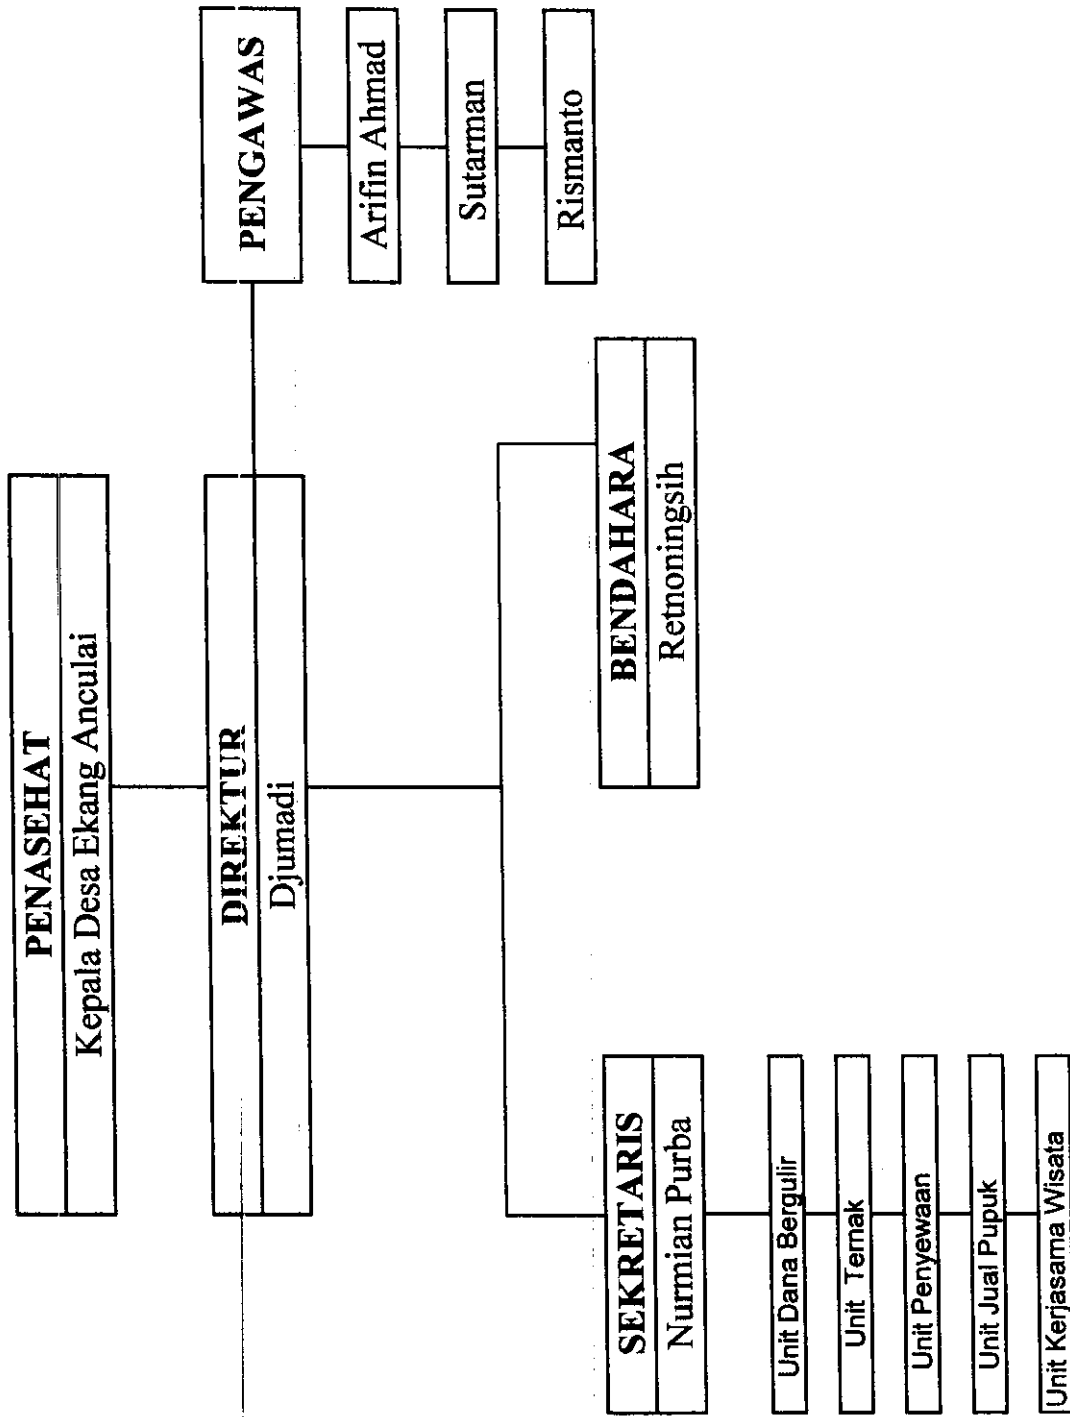 PENASEHAT
Kepala Desa Ekang Anculai
DIREKTUR
Djumadi
PENGAWAS
Arifin Ahmad
Sutarman
Rismanto
SEKRETARIS
Nurmian Purba
BENDAHARA
Retnoningsih
Unit Dana Bergulir
Unit Ternak
Unit Penyewaan
Unit Jual Pupuk
Unit Kerjasama Wisata